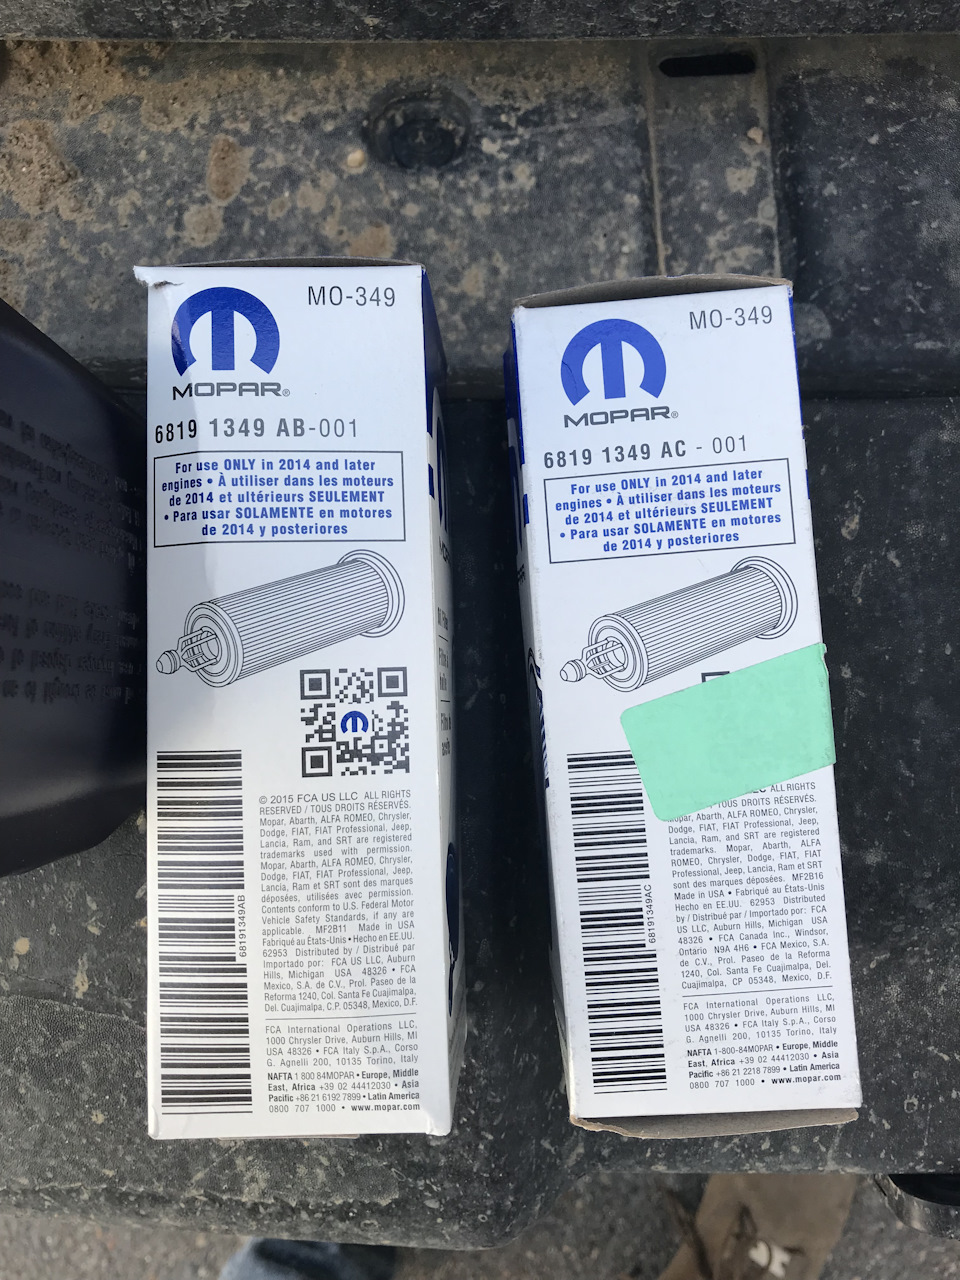 MO-349
MOPAR®
6819 1349 AB-001
For use ONLY in 2014 and later
engines • À utiliser dans les moteurs
de 2014 et ultérieurs SEULEMENT
• Para usar SOLAMENTE en motores
de 2014 y posteriores
68191349AB
© 2015 FCA US LLC ALL RIGHTS
RESERVED / TOUS DROITS RÉSERVÉS.
Mopar, Abarth, ALFA ROMEO, Chrysler,
Dodge, FIAT, FIAT Professional, Jeep,
Lancia, Ram, and SRT are registered
trademarks used with permission.
Mopar, Abarth, ALFA ROMEO, Chrysler,
Dodge, FIAT, FIAT Professional, Jeep,
Lancia, Ram et SRT sont des marques
déposées, utilisées avec permission.
Contents conform to U.S. Federal Motor
Vehicle Safety Standards, if any are
applicable. MF2B11 Made in USA
Fabriqué au États-Unis • Hecho en EE.UU.
62953 Distributed by / Distribué par
Importado por: FCA US LLC, Auburn
Hills, Michigan USA 48326 • FCA
Mexico, S.A. de C.V., Prol. Paseo de la
Reforma 1240, Col. Santa Fe Cuajimalpa,
Del. Cuajimalpa, C.P. 05348, Mexico, D.F.
FCA International Operations LLC,
1000 Chrysler Drive, Auburn Hills, MI
USA 48326 • FCA Italy S.p.A., Corso
G. Agnelli 200, 10135 Torino, Italy
NAFTA 1 800 84MOPAR • Europe, Middle
East, Africa +39 02 44412030 • Asia
Pacific +86 21 6192 7899 • Latin America
0800 707 1000 • www.mopar.com
MO-349
MOPAR®
6819 1349 AC - 001
For use ONLY in 2014 and later
engines • À utiliser dans les moteurs
de 2014 et ultérieurs SEULEMENT
• Para usar SOLAMENTE en motores
de 2014 y posteriores
68191349AC
ALL RIGHTS
TOUS DROITS RÉSERVÉS.
Mopar, Abarth, ALFA ROMEO, Chrysler,
Dodge, FIAT, FIAT Professional, Jeep,
Lancia, Ram, and SRT are registered
trademarks. Mopar, Abarth, ALFA
ROMEO, Chrysler, Dodge, FIAT, FIAT
Professional, Jeep, Lancia, Ram et SRT
sont des marques déposées. MF2B16
Made in USA • Fabriqué au États-Unis
Hecho en EE.UU. 62953 Distributed
by / Distribué par / Importado por: FCA
US LLC, Auburn Hills, Michigan USA
48326 • FCA Canada Inc., Windsor,
Ontario N9A 4H6 • FCA Mexico, S.A.
de C.V., Prol. Paseo de la Reforma
1240, Col. Santa Fe Cuajimalpa, Del.
Cuajimalpa, CP 05348, Mexico, D.F.
FCA International Operations LLC,
1000 Chrysler Drive, Auburn Hills, MI
USA 48326 • FCA Italy S.p.A., Corso
G. Agnelli 200, 10135 Torino, Italy
NAFTA 1-800-84MOPAR • Europe, Middle
East, Africa +39 02 44412030 • Asia
Pacific +86 21 2218 7899 • Latin America
0800 707 1000 • www.mopar.com